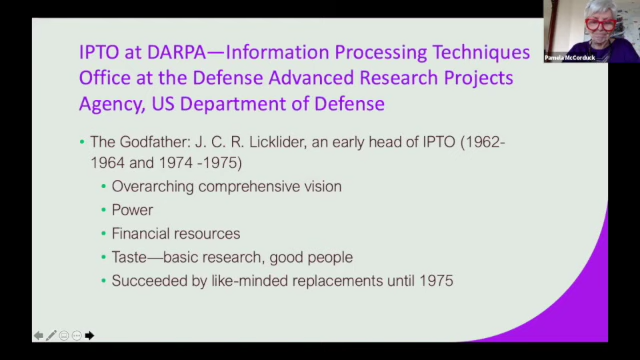 IPTO at DARPA—Information Processing Techniques
Office at the Defense Advanced Research Projects
Agency, US Department of Defense
• The Godfather: J. C. R. Licklider, an early head of IPTO (1962-
1964 and 1974 -1975)
• Overarching comprehensive vision
• Power
• Financial resources
• Taste—basic research, good people
• Succeeded by like-minded replacements until 1975
Pamela McCorduck